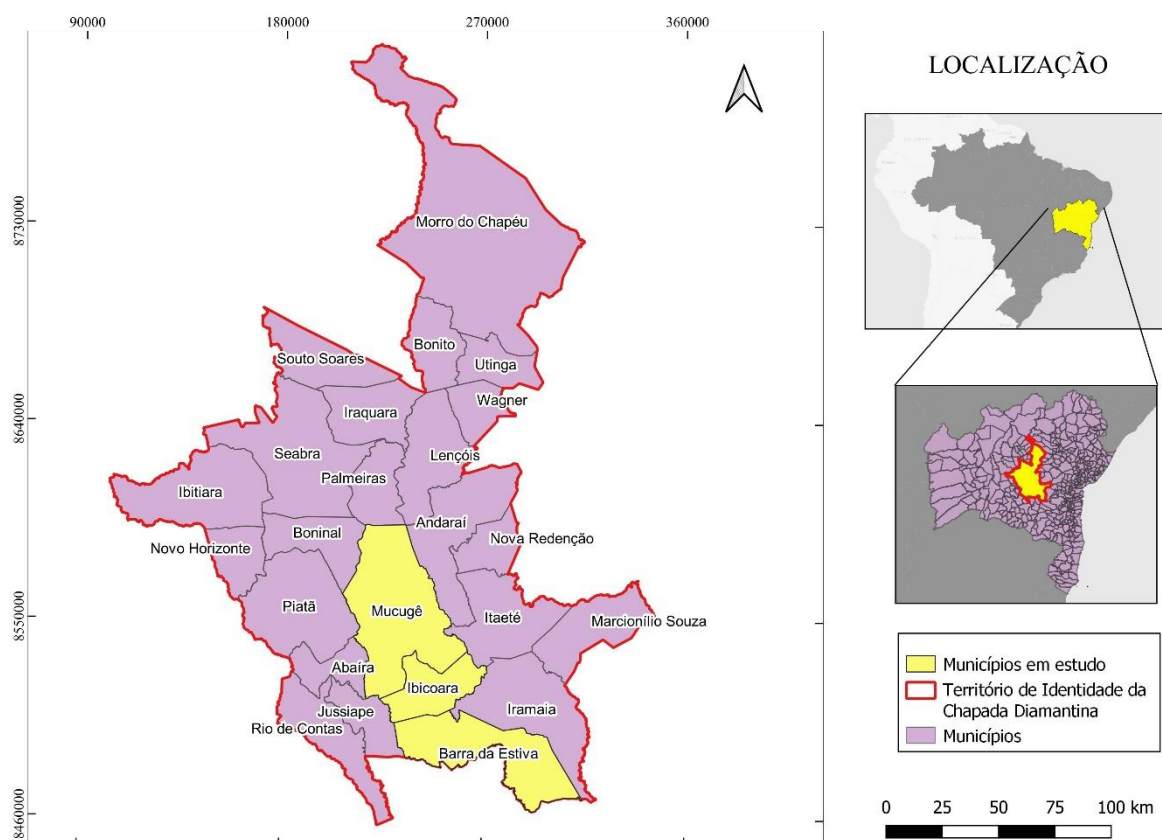 90000
180000
270000
360000
LOCALIZAÇÃO
8730000
Morro do Chapéu
Bonito
Utinga
Souto Soares
Wagner
Iraquara
8640000
Seabra
Lençóis
Palmeiras
Ibitiara
Andaraí
Boninal
Nova Redenção
Novo Horizonte
Piatã
Mucugê
8550000
Itaeté
Marcionílio Souza
Abaíra
Ibicoara
Jussiape
Iramaia
Rio de Contas
Barra da Estiva
8460000
Municípios em estudo
Território de Identidade da
Chapada Diamantina
Municípios
0 25 50 75 100 km